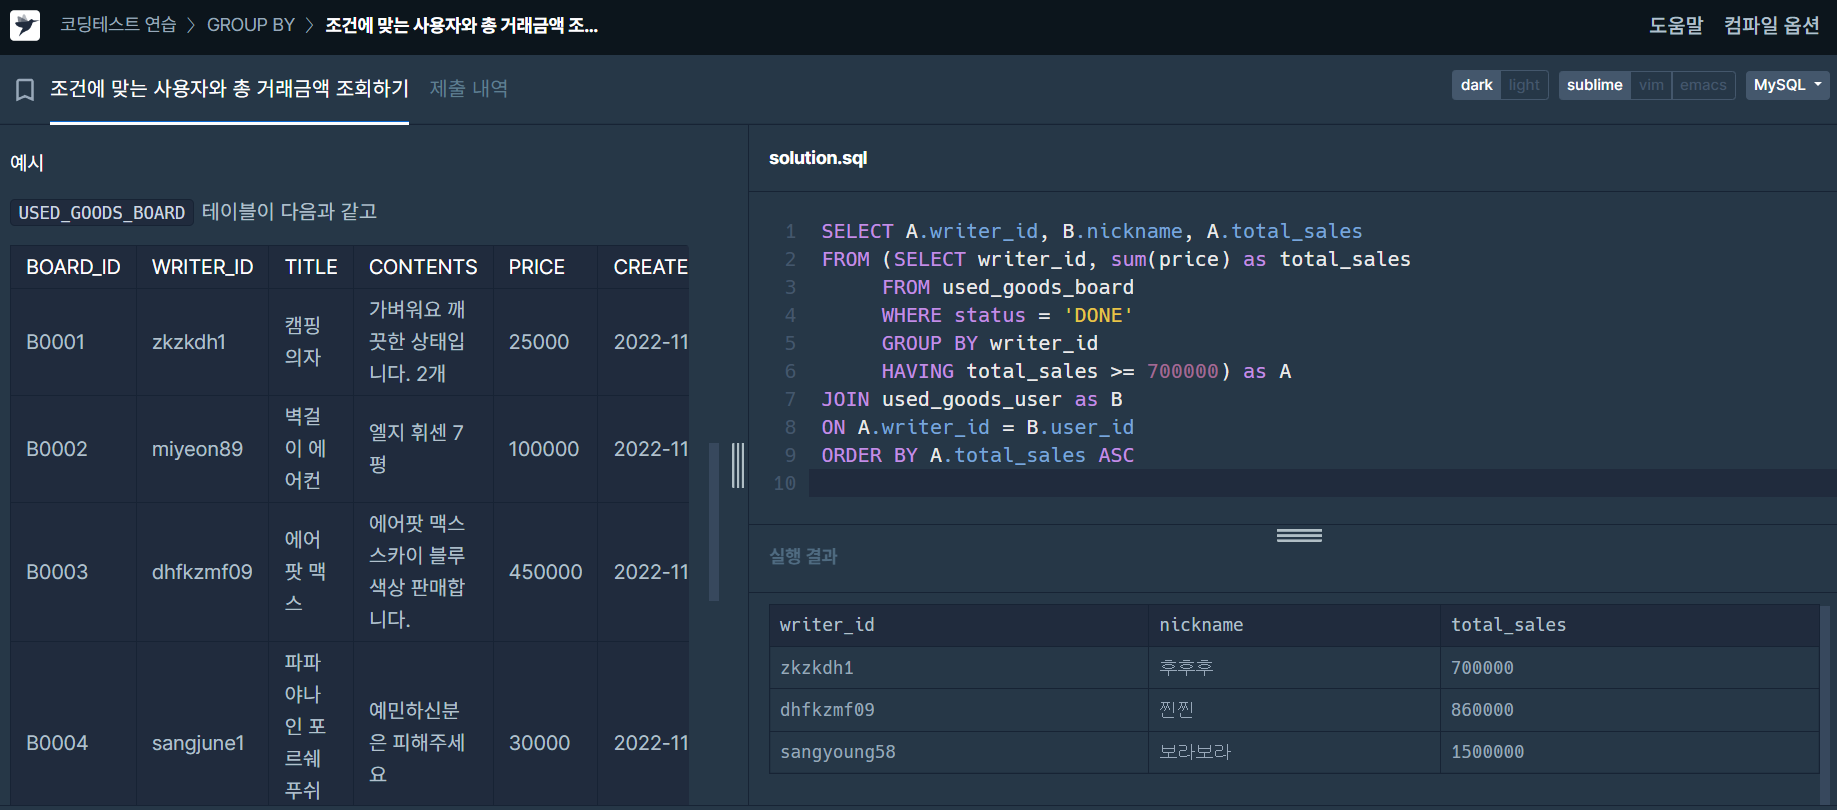 코딩테스트 연습 > GROUP BY > 조건에 맞는 사용자와 총 거래금액 조...
도움말 컴파일 옵션
조건에 맞는 사용자와 총 거래금액 조회하기 제출 내역
dark light sublime vim emacs MySQL
예시
USED_GOODS_BOARD 테이블이 다음과 같고
BOARD_ID WRITER_ID TITLE CONTENTS PRICE CREATE
B0001 zkzkdh1 캠핑
의자
가벼워요 깨
끗한 상태입
니다. 2개
25000 2022-11
B0002 miyeon89 벽걸
이 에
어컨
엘지 휘센 7
평
100000 2022-11
B0003 dhfkzmf09 에어
팟 맥
스
에어팟 맥스
스카이 블루
색상 판매합
니다.
450000 2022-11
B0004 sangjune1 파파
야나
인 포
르쉐
푸쉬
예민하신분
은 피해주세
요
30000 2022-11
solution.sql
1 SELECT A.writer_id, B.nickname, A.total_sales
2 FROM (SELECT writer_id, sum(price) as total_sales
3 FROM used_goods_board
4 WHERE status = 'DONE'
5 GROUP BY writer_id
6 HAVING total_sales >= 700000) as A
7 JOIN used_goods_user as B
8 ON A.writer_id = B.user_id
9 ORDER BY A.total_sales ASC
10
실행 결과
writer_id nickname total_sales
zkzkdh1 후후후 700000
dhfkzmf09 찐찐 860000
sangyoung58 보라보라 1500000